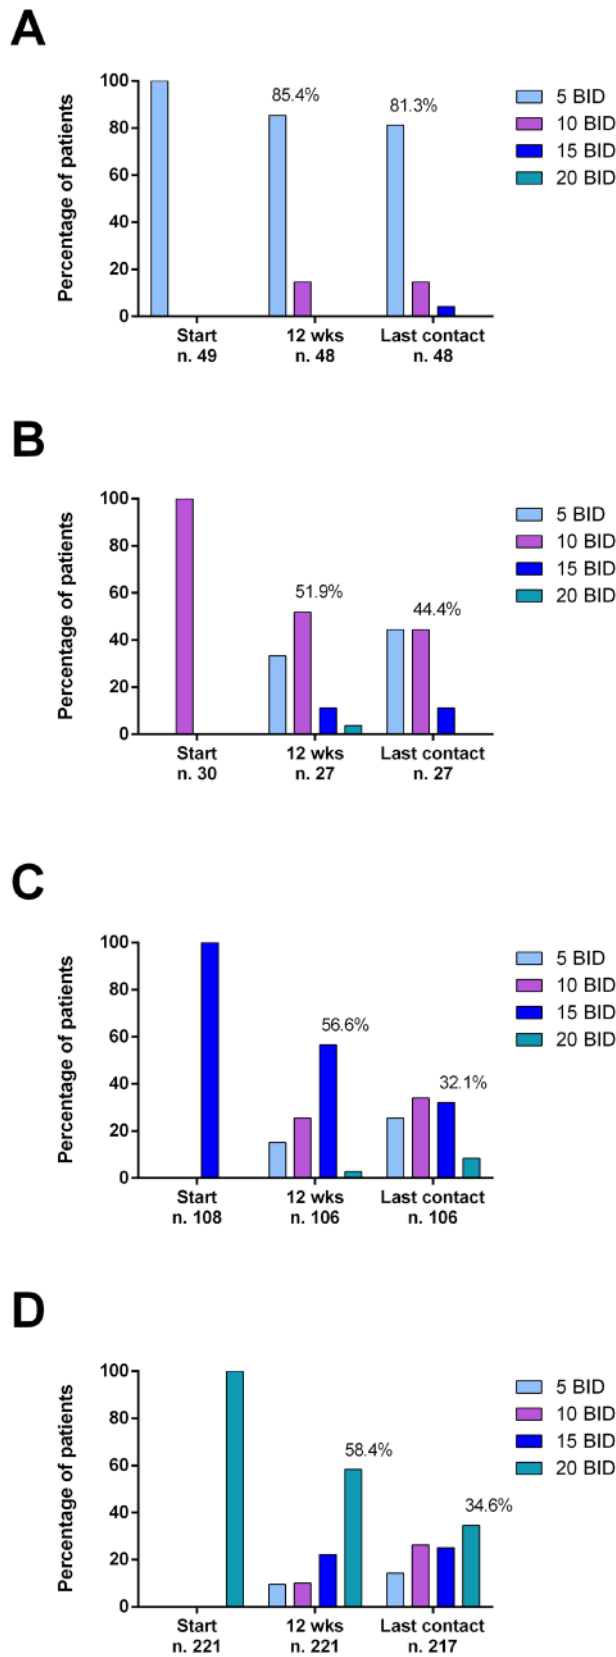 A
Percentage of patients
100
80
60
40
20
0
85.4%
81.3%
5 BID
10 BID
15 BID
20 BID
Start
n. 49
12 wks
n. 48
Last contact
n. 48
B
Percentage of patients
100
80
60
40
20
0
51.9%
44.4%
5 BID
10 BID
15 BID
20 BID
Start
n. 30
12 wks
n. 27
Last contact
n. 27
C
Percentage of patients
100
80
60
40
20
0
56.6%
32.1%
5 BID
10 BID
15 BID
20 BID
Start
n. 108
12 wks
n. 106
Last contact
n. 106
D
Percentage of patients
100
80
60
40
20
0
58.4%
34.6%
5 BID
10 BID
15 BID
20 BID
Start
n. 221
12 wks
n. 221
Last contact
n. 217